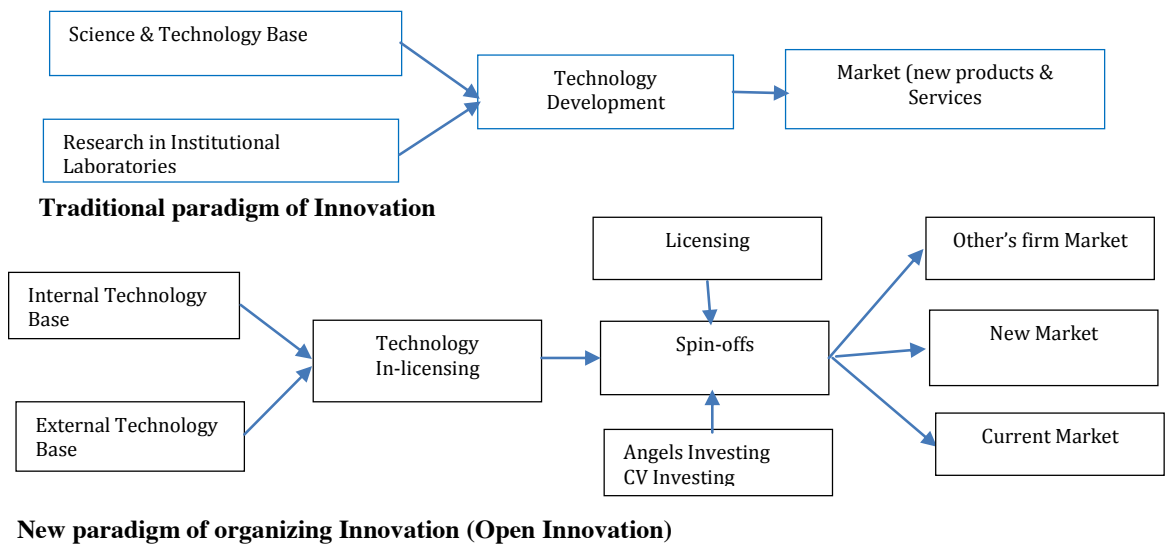 Science & Technology Base
Technology
Development
Market (new products &
Services
Research in Institutional
Laboratories
Traditional paradigm of Innovation
Licensing
Other's firm Market
Internal Technology
Base
Technology
In-licensing
Spin-offs
New Market
External Technology
Base
Angels Investing
CV Investing
Current Market
New paradigm of organizing Innovation (Open Innovation)